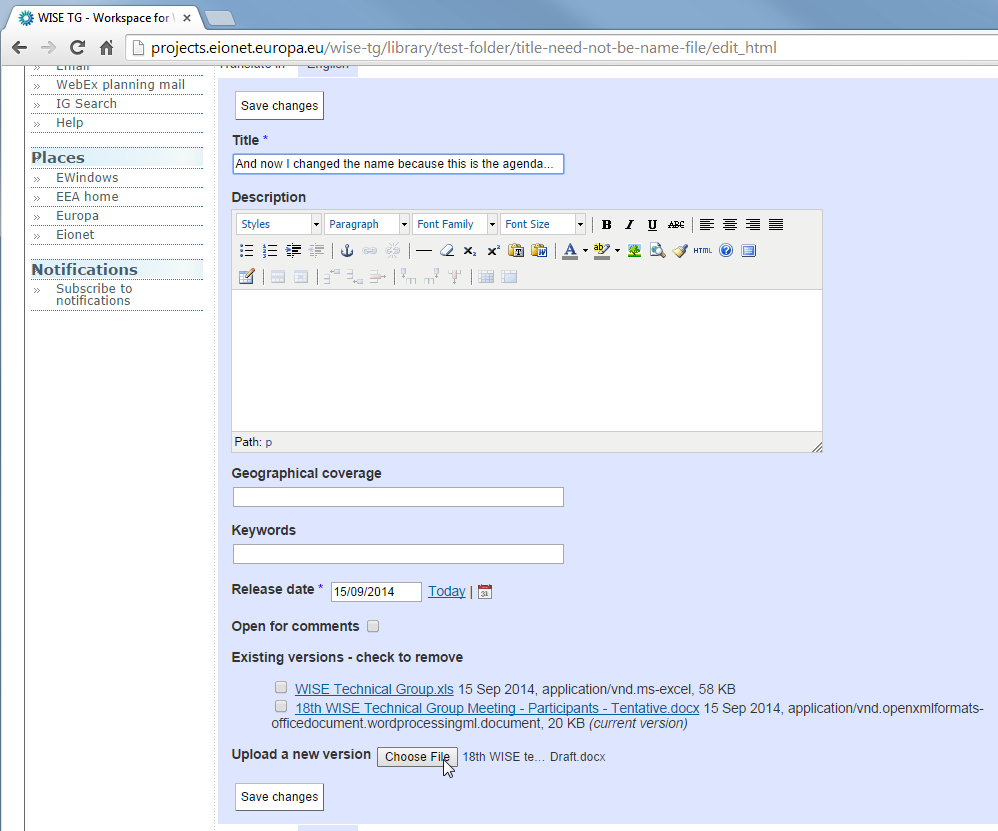 WISE TG - Workspace for
projects.eionet.europa.eu/wise-tg/library/test-folder/title-need-not-be-name-file/edit_html
» Email
» WebEx planning mail
» IG Search
» Help
Places
» EWindows
» EEA home
» Europa
» Eionet
Notifications
» Subscribe to
notifications
Translate in English
Save changes
Title *
And now I changed the name because this is the agenda...
Description
Styles Paragraph Font Family Font Size B I U ABC
x₂ x² A ab HTML ?
Path: p
Geographical coverage
Keywords
Release date * 15/09/2014 Today | 31
Open for comments
Existing versions - check to remove
WISE Technical Group.xls 15 Sep 2014, application/vnd.ms-excel, 58 KB
18th WISE Technical Group Meeting - Participants - Tentative.docx 15 Sep 2014, application/vnd.openxmlformats-
officedocument.wordprocessingml.document, 20 KB (current version)
Upload a new version Choose File 18th WISE te... Draft.docx
Save changes